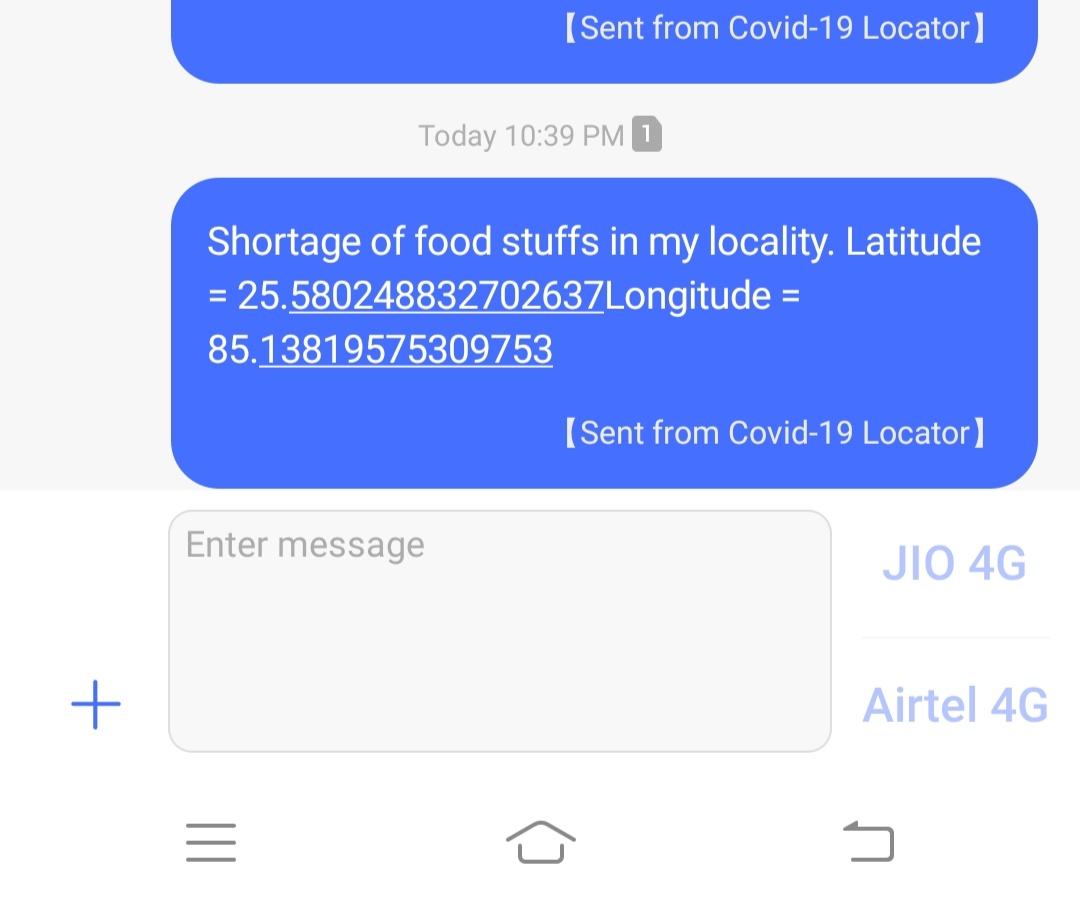 【Sent from Covid-19 Locator】
Today 10:39 PM 1
Shortage of food stuffs in my locality. Latitude
= 25.580248832702637Longitude =
85.13819575309753
【Sent from Covid-19 Locator】
Enter message
JIO 4G
Airtel 4G